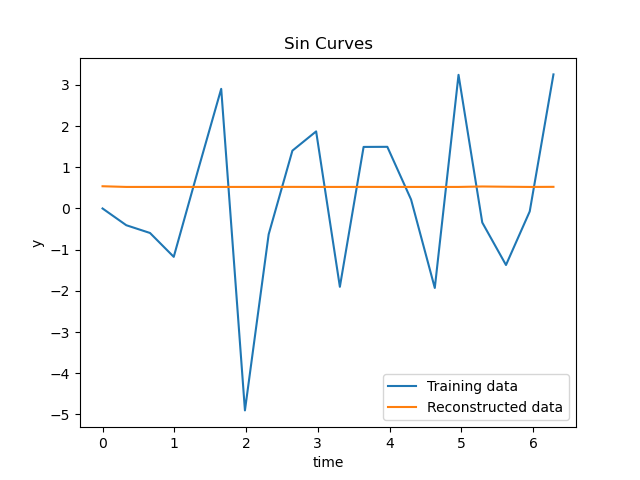 Sin Curves
3
2
1
0
−1
−2
−3
−4
−5
y
0 1 2 3 4 5 6
time
Training data
Reconstructed data